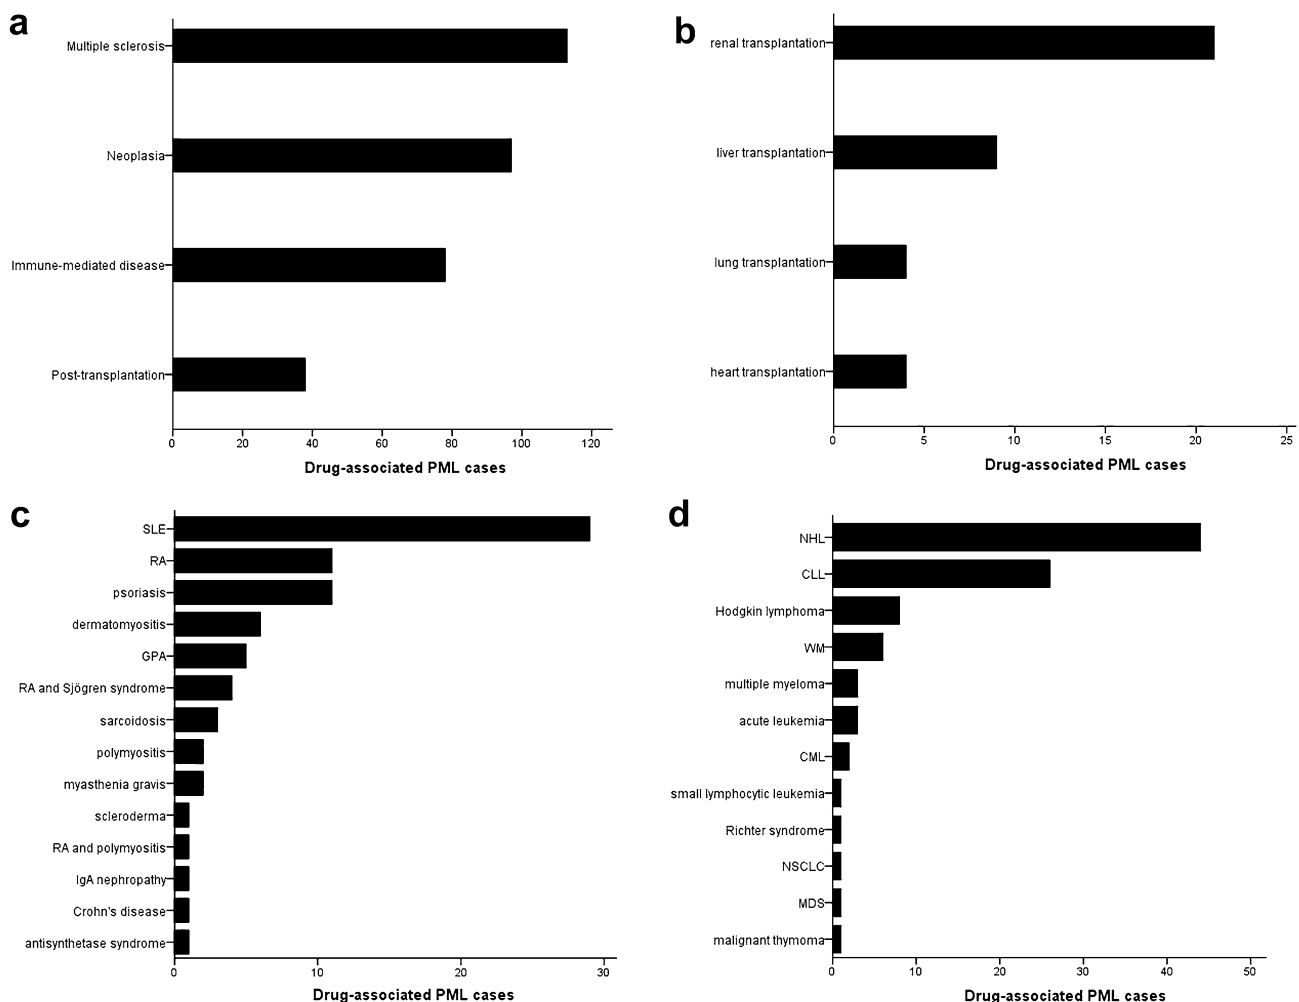 a
Multiple sclerosis
Neoplasia
Immune-mediated disease
Post-transplantation
0 20 40 60 80 100 120
Drug-associated PML cases
b
renal transplantation
liver transplantation
lung transplantation
heart transplantation
0 5 10 15 20 25
Drug-associated PML cases
c
SLE
RA
psoriasis
dermatomyositis
GPA
RA and Sjögren syndrome
sarcoidosis
polymyositis
myasthenia gravis
scleroderma
RA and polymyositis
IgA nephropathy
Crohn's disease
antisynthetase syndrome
0 10 20 30
Drug-associated PML cases
d
NHL
CLL
Hodgkin lymphoma
WM
multiple myeloma
acute leukemia
CML
small lymphocytic leukemia
Richter syndrome
NSCLC
MDS
malignant thymoma
0 10 20 30 40 50
Drug-associated PML cases